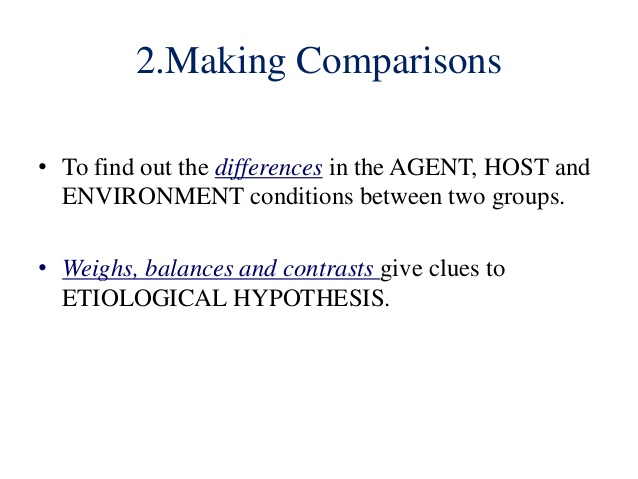 2.Making Comparisons
• To find out the differences in the AGENT, HOST and
ENVIRONMENT conditions between two groups.
• Weighs, balances and contrasts give clues to
ETIOLOGICAL HYPOTHESIS.